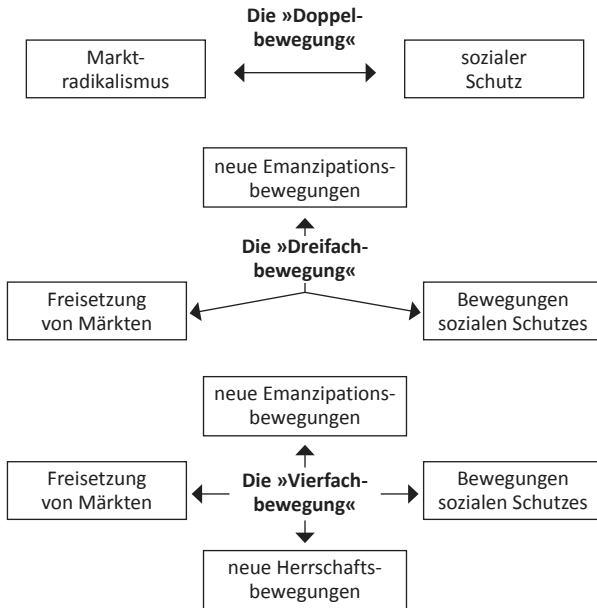 Die »Doppel-
bewegung«
Markt-
radikalismus
sozialer
Schutz
neue Emanzipations-
bewegungen
Die »Dreifach-
bewegung«
Freisetzung
von Märkten
Bewegungen
sozialen Schutzes
neue Emanzipations-
bewegungen
Freisetzung
von Märkten
Die »Vierfach-
bewegung«
Bewegungen
sozialen Schutzes
neue Herrschafts-
bewegungen